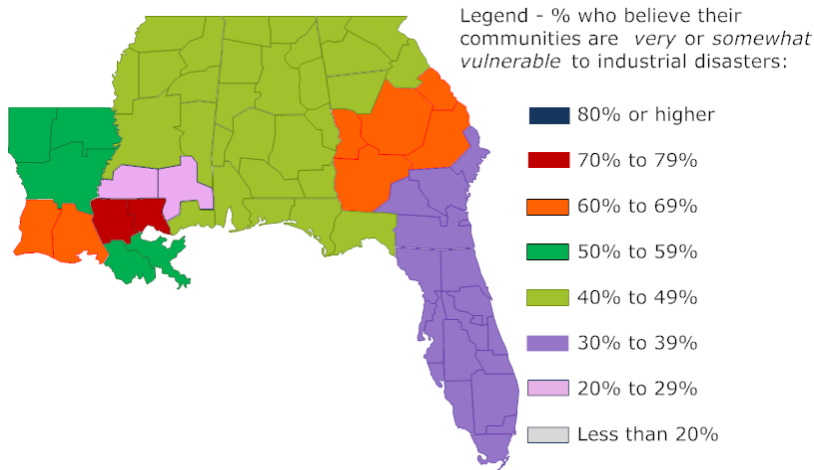 Legend - % who believe their
communities are very or somewhat
vulnerable to industrial disasters:
80% or higher
70% to 79%
60% to 69%
50% to 59%
40% to 49%
30% to 39%
20% to 29%
Less than 20%